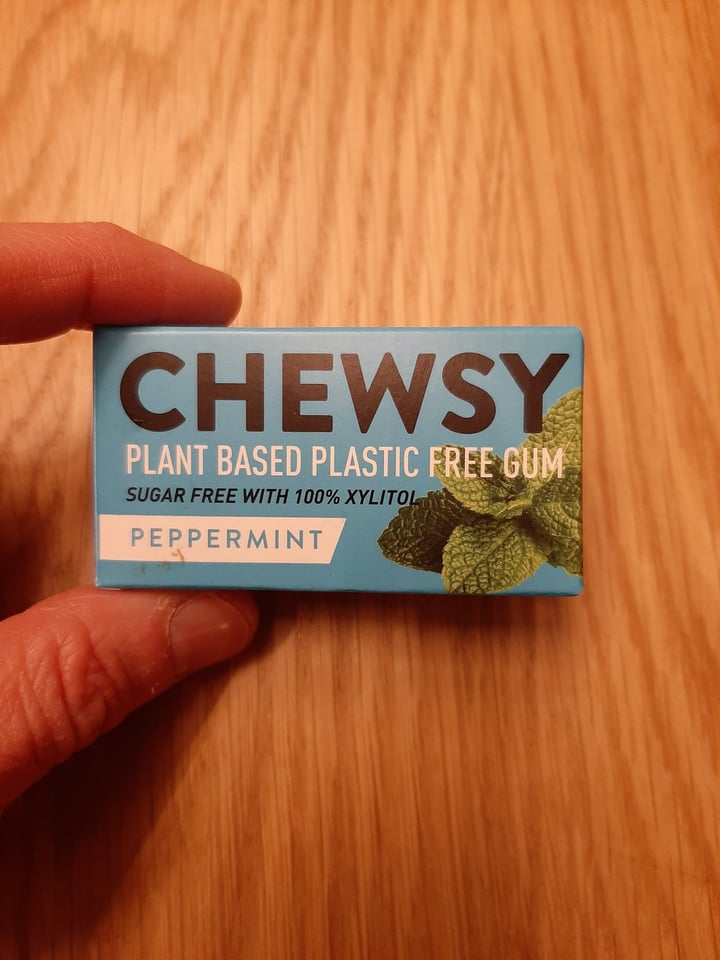 CHEWSY
PLANT BASED PLASTIC FREE GUM
SUGAR FREE WITH 100% XYLITOL
PEPPERMINT